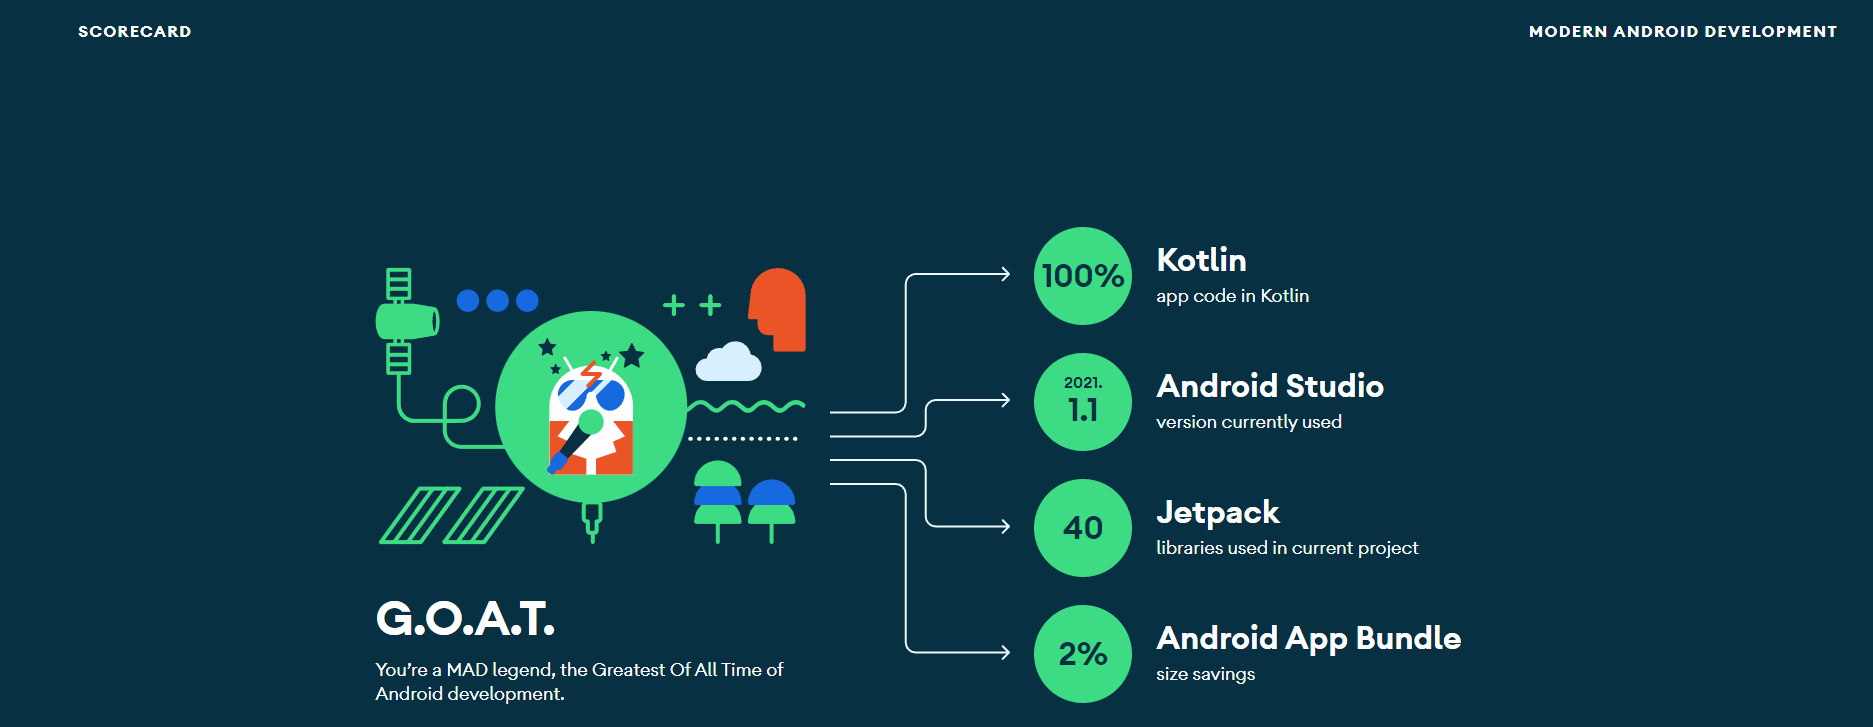 SCORECARD
MODERN ANDROID DEVELOPMENT
G.O.A.T.
You’re a MAD legend, the Greatest Of All Time of
Android development.
100%
Kotlin
app code in Kotlin
2021.
1.1
Android Studio
version currently used
40
Jetpack
libraries used in current project
2%
Android App Bundle
size savings